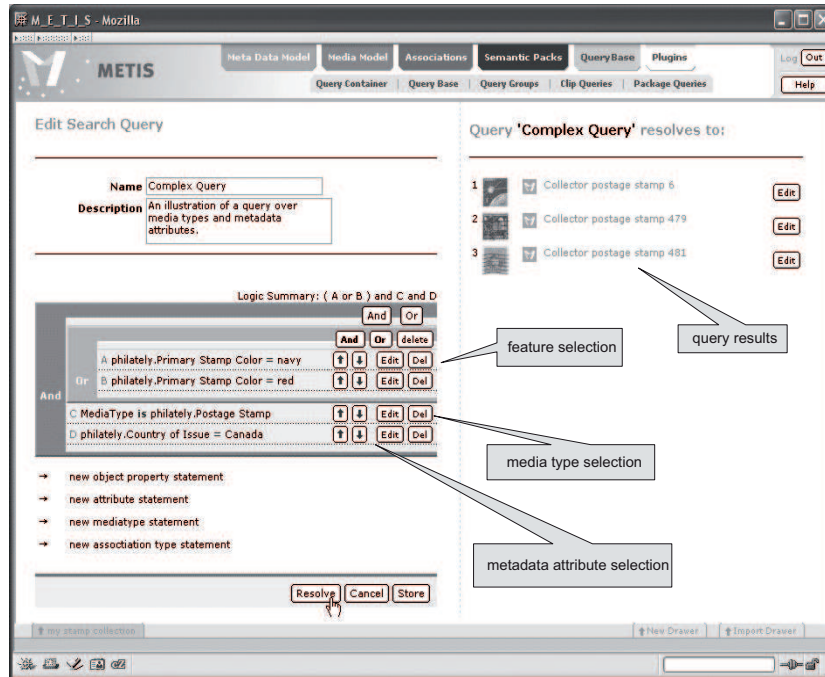 M_E_T_I_S - Mozilla
METIS
Meta Data Model
Media Model
Associations
Semantic Packs
QueryBase
Plugins
Log Out
Query Container | Query Base | Query Groups | Clip Queries | Package Queries
Help
Edit Search Query
Name Complex Query
Description An illustration of a query over
media types and metadata
attributes.
Logic Summary: ( A or B ) and C and D
And Or
And Or delete
A philately.Primary Stamp Color = navy Edit Del
Or B philately.Primary Stamp Color = red Edit Del
And
C MediaType is philately.Postage Stamp Edit Del
D philately.Country of Issue = Canada Edit Del
→ new object property statement
→ new attribute statement
→ new mediatype statement
→ new assoctiation type statement
Resolve Cancel Store
Query 'Complex Query' resolves to:
1 Collector postage stamp 6 Edit
2 Collector postage stamp 479 Edit
3 Collector postage stamp 481 Edit
feature selection
query results
media type selection
metadata attribute selection
my stamp collection
New Drawer
Import Drawer